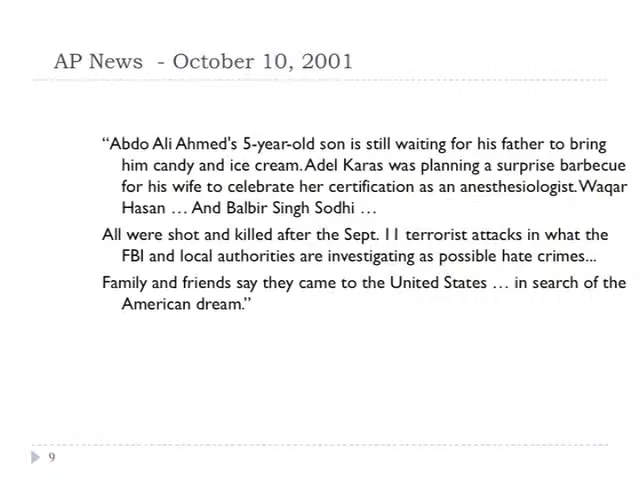 AP News - October 10, 2001
“Abdo Ali Ahmed's 5-year-old son is still waiting for his father to bring
him candy and ice cream. Adel Karas was planning a surprise barbecue
for his wife to celebrate her certification as an anesthesiologist. Waqar
Hasan … And Balbir Singh Sodhi …
All were shot and killed after the Sept. 11 terrorist attacks in what the
FBI and local authorities are investigating as possible hate crimes...
Family and friends say they came to the United States … in search of the
American dream.”
9